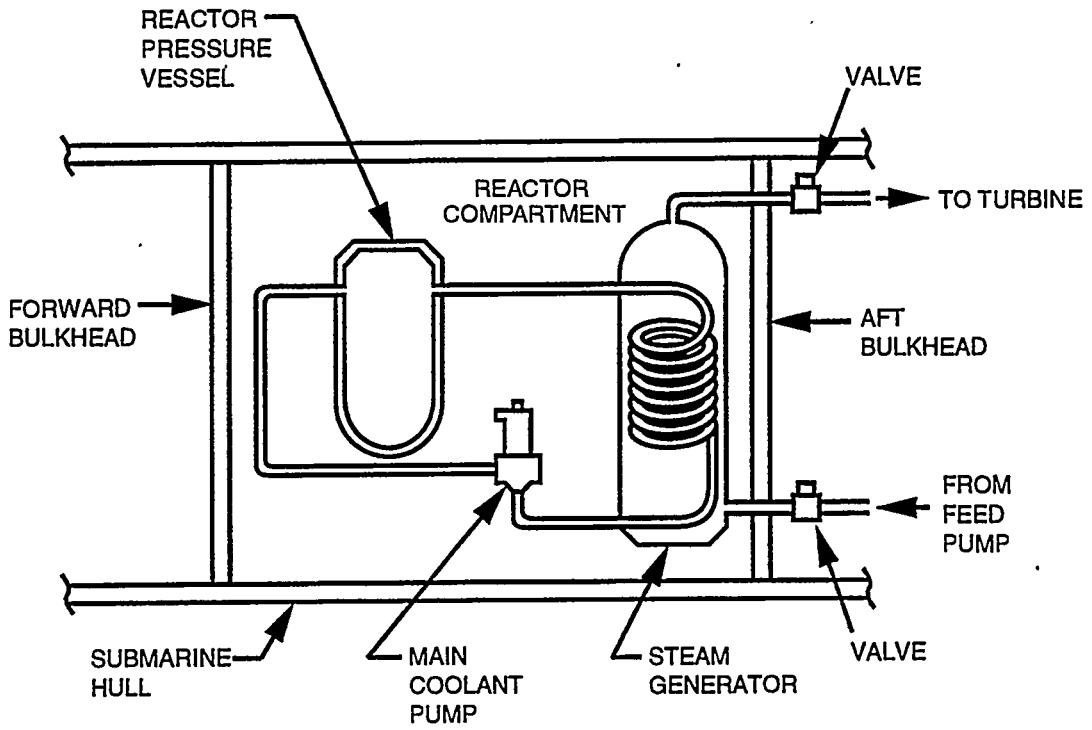 REACTOR
PRESSURE
VESSEL
VALVE
REACTOR
COMPARTMENT
TO TURBINE
FORWARD
BULKHEAD
AFT
BULKHEAD
FROM
FEED
PUMP
SUBMARINE
HULL
MAIN
COOLANT
PUMP
STEAM
GENERATOR
VALVE